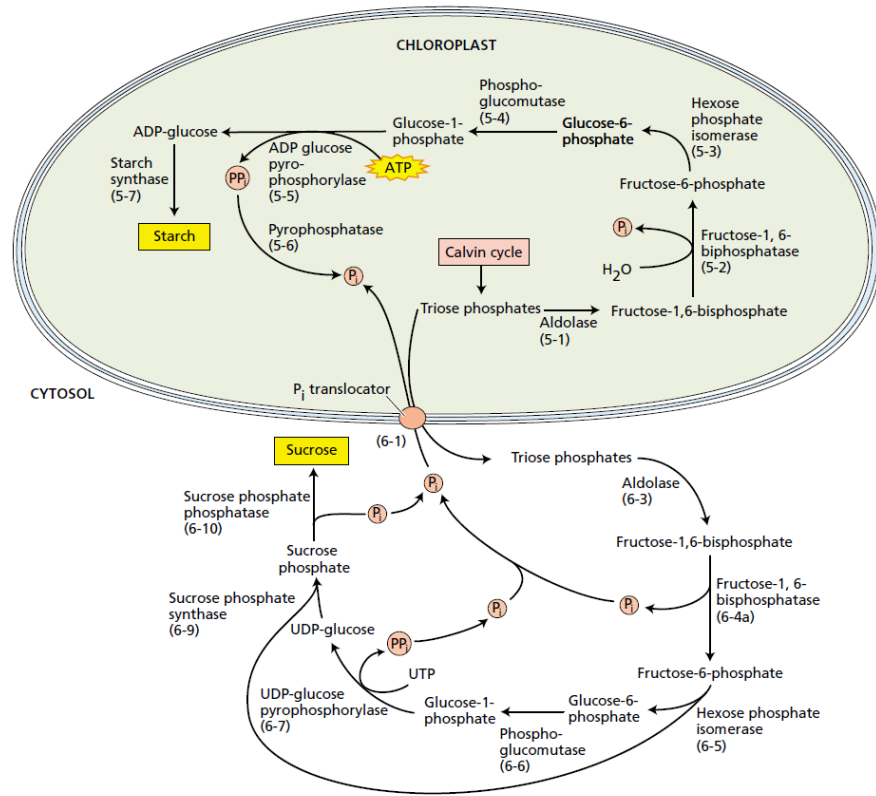 CHLOROPLAST
Phospho-
glucomutase
(5-4)
Hexose
phosphate
isomerase
(5-3)
ADP-glucose
Glucose-1-
phosphate
Glucose-6-
phosphate
Starch
synthase
(5-7)
PPi
ADP glucose
pyro-
phosphorylase
(5-5)
ATP
Fructose-6-phosphate
Starch
Pyrophosphatase
(5-6)
Pi
Calvin cycle
Pi
H2O
Fructose-1, 6-
biphosphatase
(5-2)
Triose phosphates
Aldolase
(5-1)
Fructose-1,6-bisphosphate
CYTOSOL
Pi translocator
(6-1)
Sucrose
Triose phosphates
Aldolase
(6-3)
Pi
Sucrose phosphate
phosphatase
(6-10)
Pi
Fructose-1,6-bisphosphate
Sucrose
phosphate
Fructose-1, 6-
bisphosphatase
(6-4a)
Pi
Pi
Sucrose phosphate
synthase
(6-9)
UDP-glucose
PPi
UTP
Fructose-6-phosphate
UDP-glucose
pyrophosphorylase
(6-7)
Glucose-1-
phosphate
Glucose-6-
phosphate
Phospho-
glucomutase
(6-6)
Hexose phosphate
isomerase
(6-5)